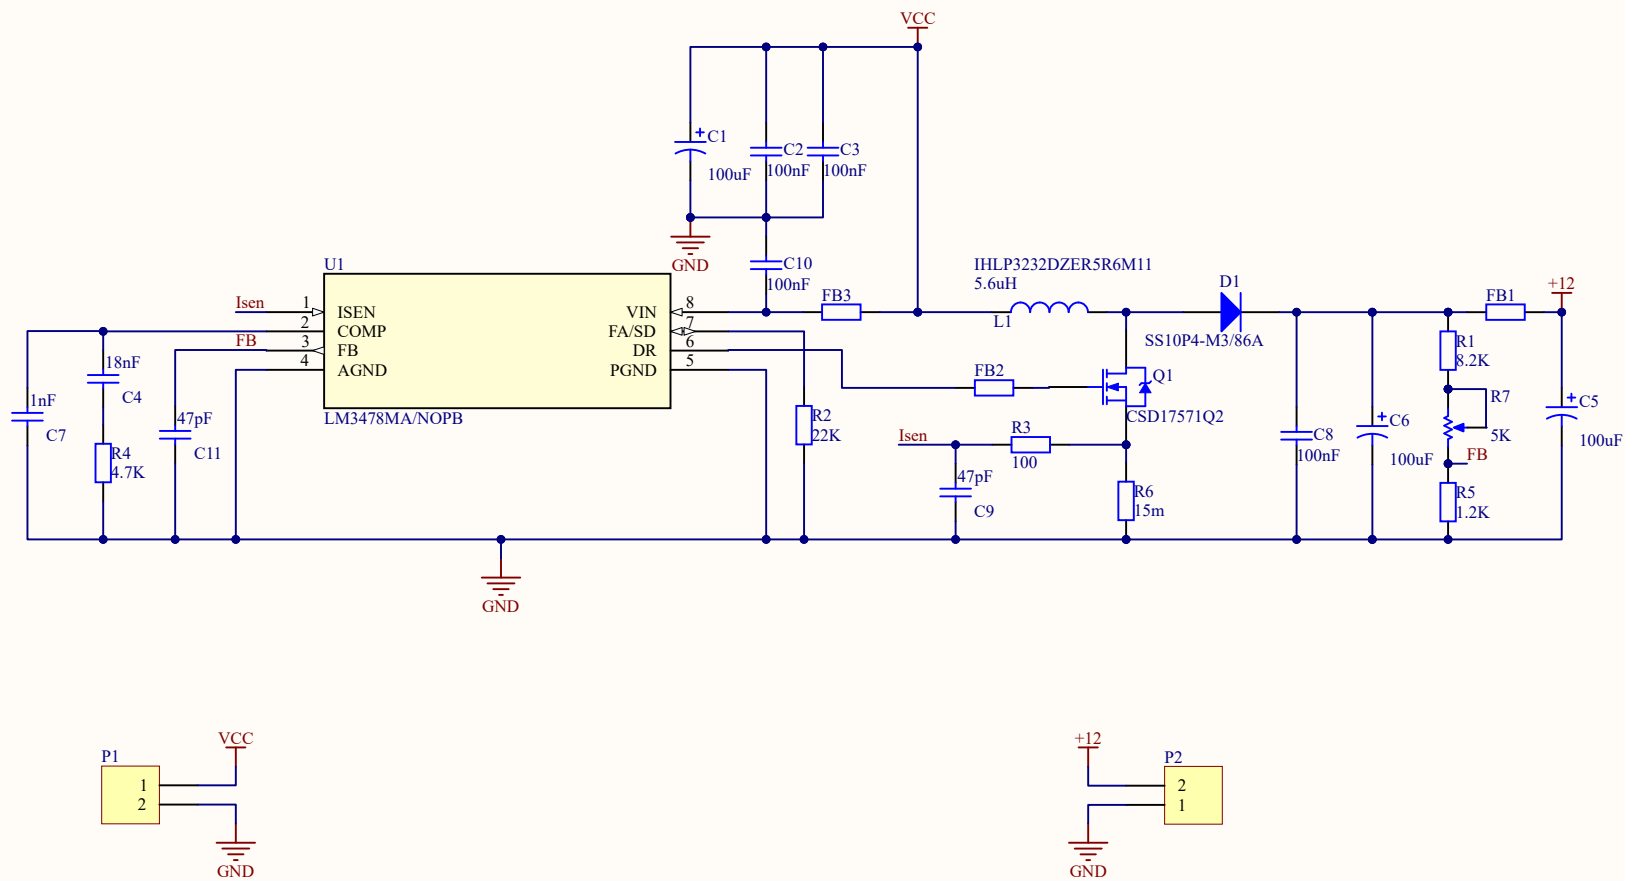 VCC
C1
100uF
C2
100nF
C3
100nF
GND
C10
100nF
U1
Isen
1
ISEN
2
COMP
FB
3
FB
4
AGND
VIN
8
FA/SD
7
DR
6
PGND
5
LM3478MA/NOPB
FB3
IHLP3232DZER5R6M11
5.6uH
L1
D1
SS10P4-M3/86A
FB1
+12
18nF
C4
1nF
C7
R4
4.7K
47pF
C11
R2
22K
FB2
Q1
CSD17571Q2
Isen
R3
100
47pF
C9
R6
15m
C8
100nF
C6
100uF
R1
8.2K
R7
5K
FB
R5
1.2K
C5
100uF
GND
P1
1
2
VCC
GND
+12
P2
2
1
GND